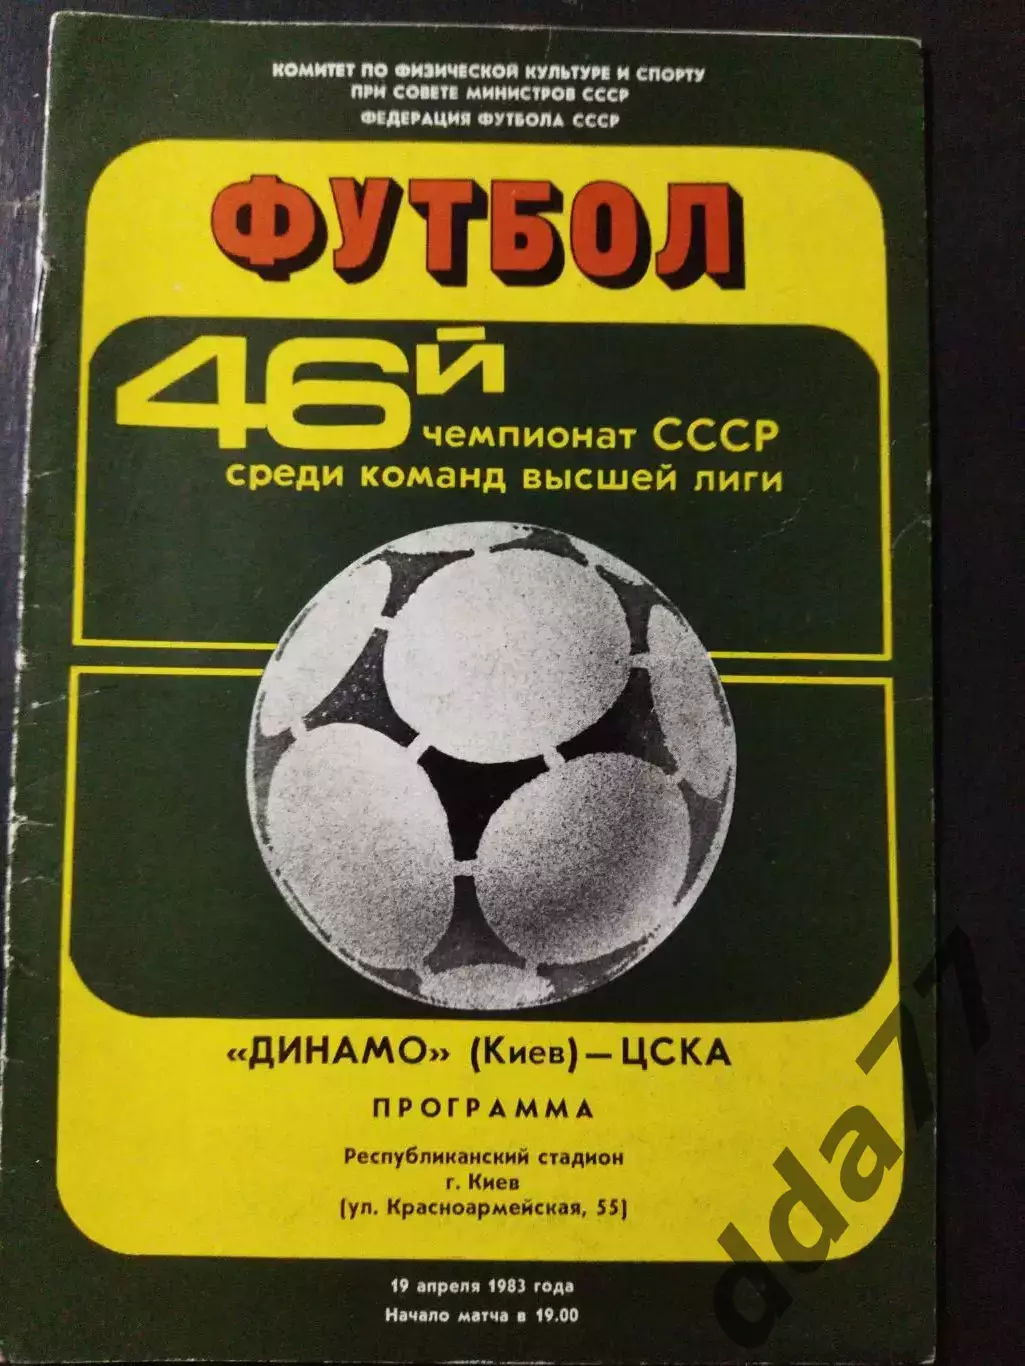 КОМИТЕТ ПО ФИЗИЧЕСКОЙ КУЛЬТУРЕ И СПОРТУ
ПРИ СОВЕТЕ МИНИСТРОВ СССР
ФЕДЕРАЦИЯ ФУТБОЛА СССР
ФУТБОЛ
46й
чемпионат СССР
среди команд высшей лиги
«ДИНАМО» (Киев) – ЦСКА
ПРОГРАММА
Республиканский стадион
г. Киев
(ул. Красноармейская, 55)
19 апреля 1983 года
Начало матча в 19.00
dda77